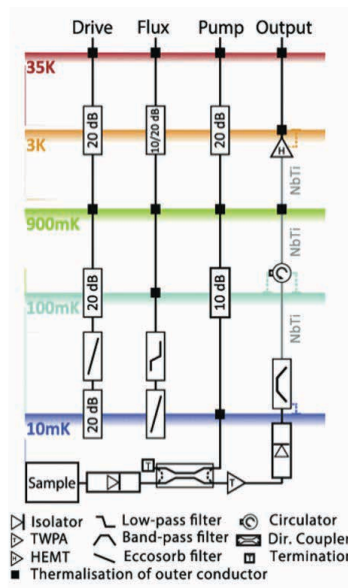 Drive Flux Pump Output
35K
20 dB
10/20 dB
20 dB
3K
H
NbTi
900mK
NbTi
20 dB
10 dB
100mK
NbTi
20 dB
10mK
Sample
T
T
Isolator Low-pass filter Circulator
T TWPA Band-pass filter Dir. Coupler
H HEMT Eccosorb filter T Termination
Thermalisation of outer conductor